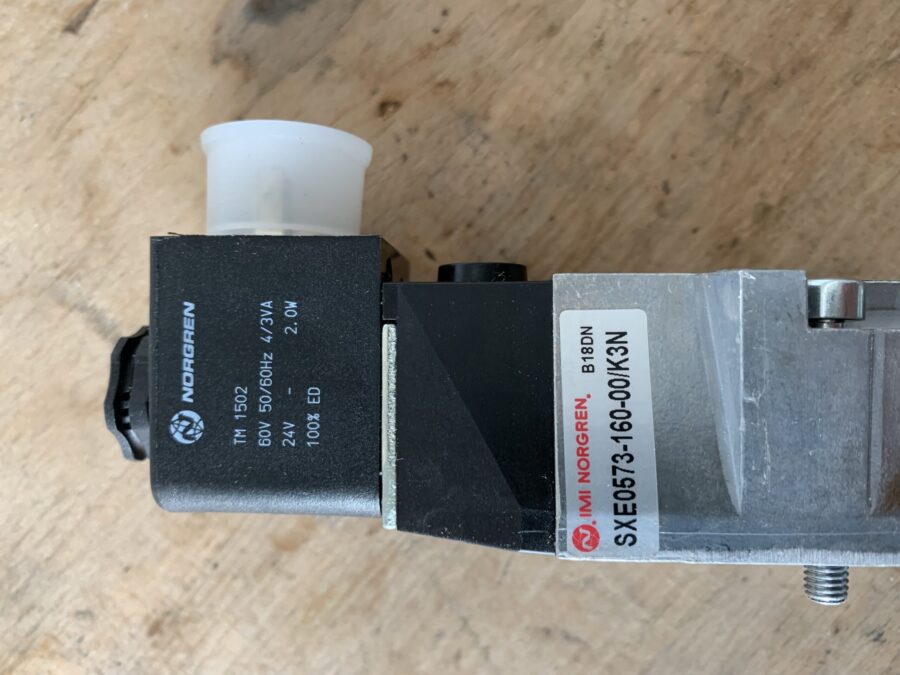 NORGREN
TM 1502
60V 50/60Hz 4/3VA
24V - 2.0W
100% ED
IMI NORGREN. B18DN
SXE0573-160-00/K3N